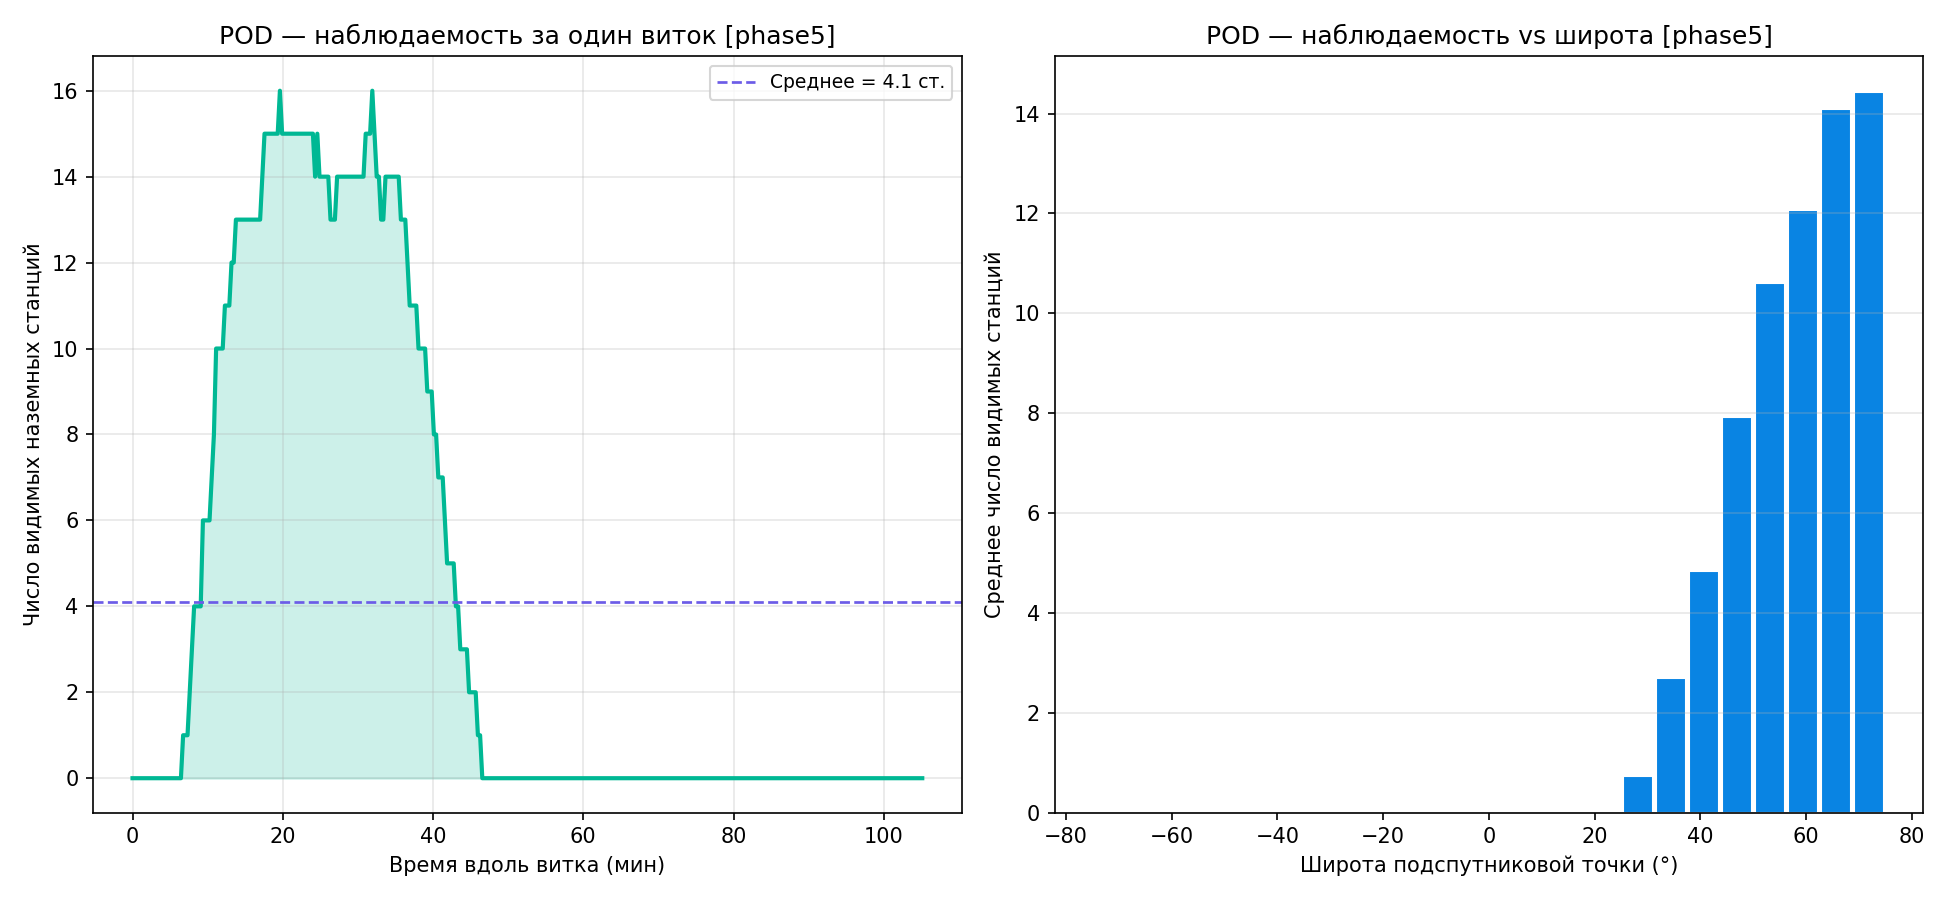 POD — наблюдаемость за один виток [phase5]
Число видимых наземных станций
16
14
12
10
8
6
4
2
0
Среднее = 4.1 ст.
0 20 40 60 80 100
Время вдоль витка (мин)
POD — наблюдаемость vs широта [phase5]
Среднее число видимых станций
14
12
10
8
6
4
2
0
−80 −60 −40 −20 0 20 40 60 80
Широта подспутниковой точки (°)